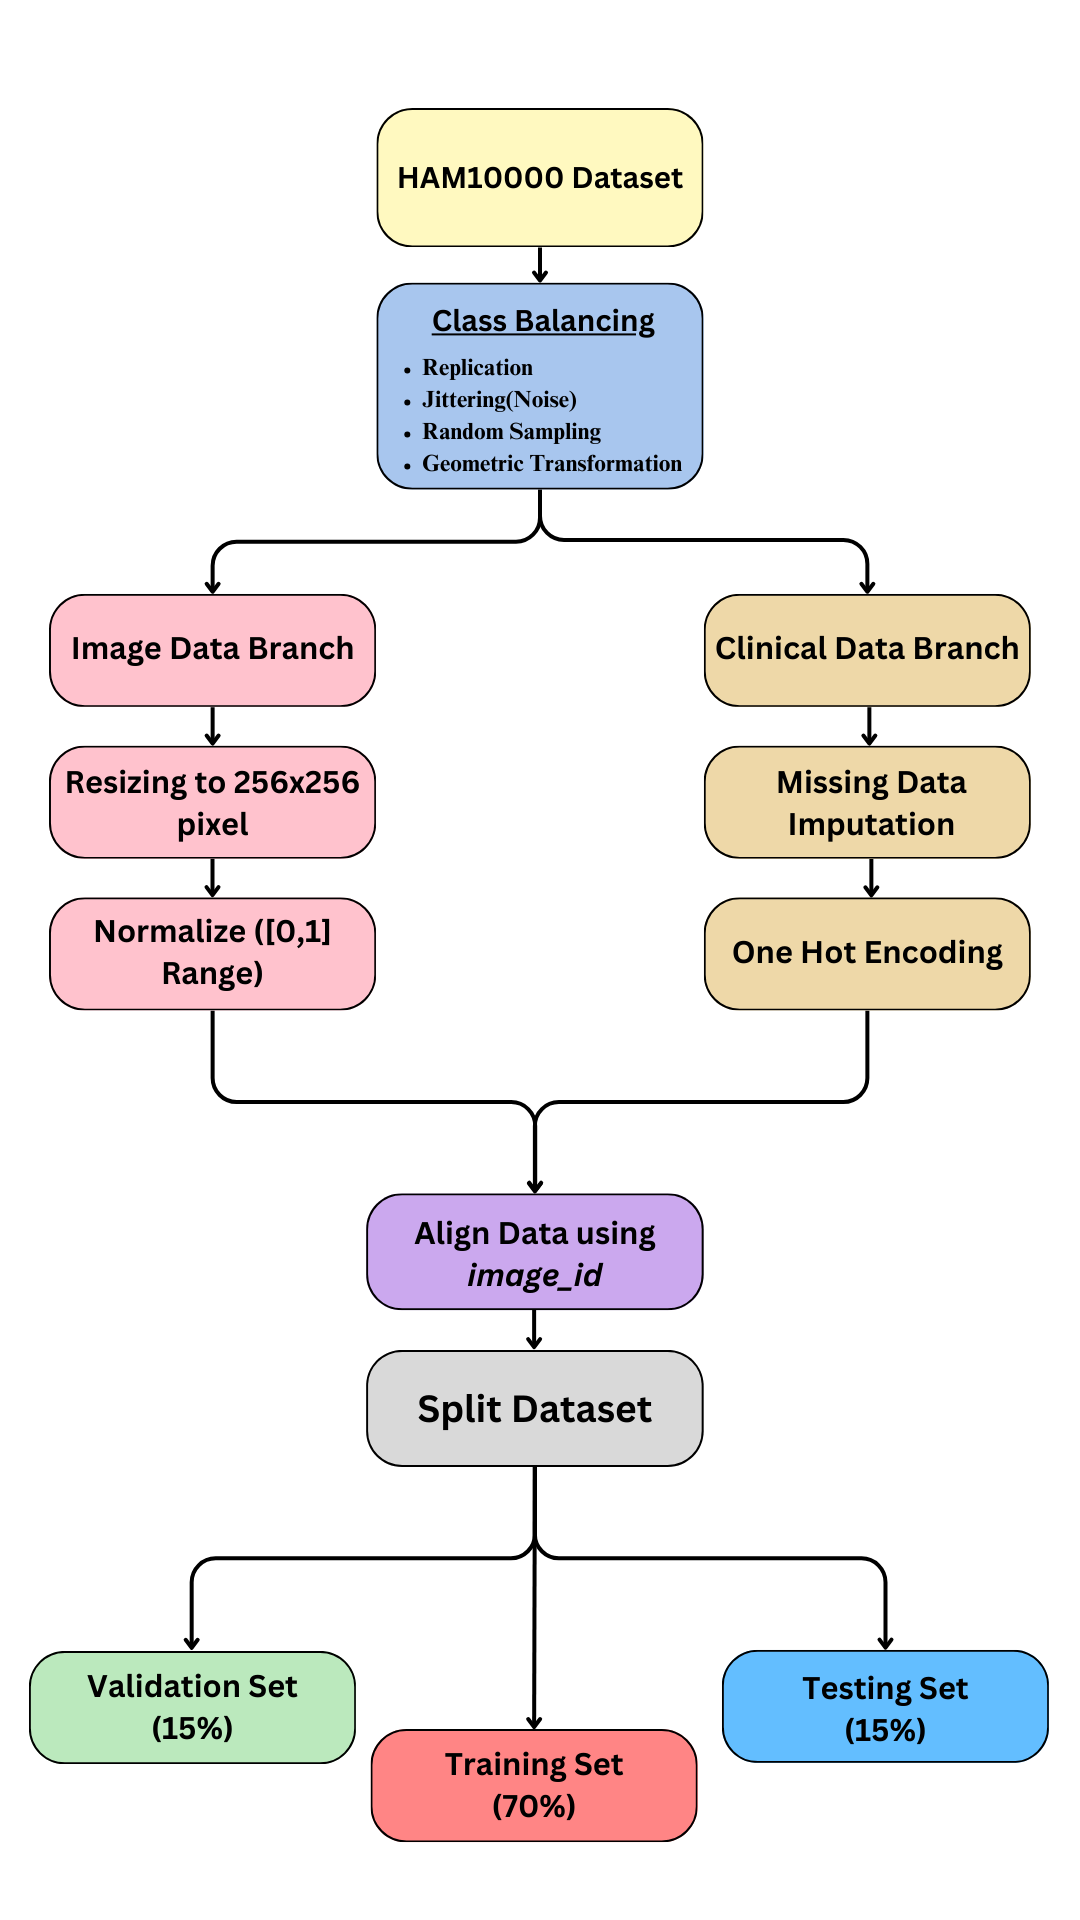 HAM10000 Dataset
Class Balancing
• Replication
• Jittering(Noise)
• Random Sampling
• Geometric Transformation
Image Data Branch
Resizing to 256x256
pixel
Normalize ([0,1]
Range)
Clinical Data Branch
Missing Data
Imputation
One Hot Encoding
Align Data using
image_id
Split Dataset
Validation Set
(15%)
Training Set
(70%)
Testing Set
(15%)